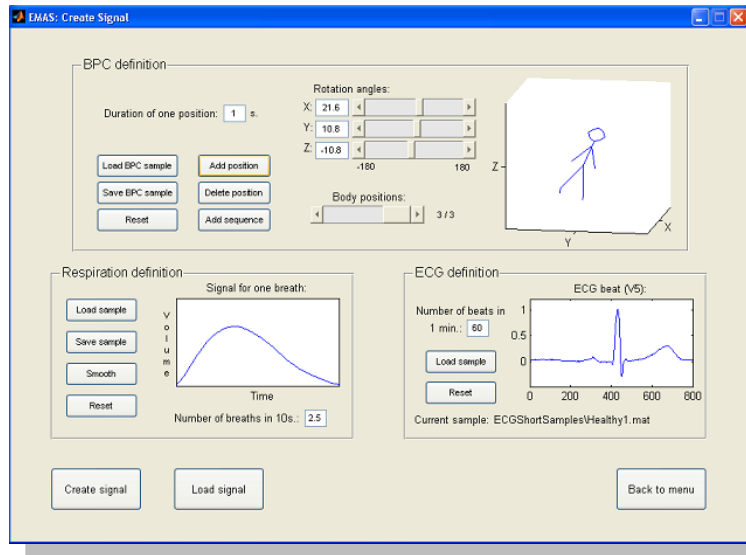 EMAS: Create Signal
BPC definition
Duration of one position: 1 s.
Load BPC sample
Add position
Save BPC sample
Delete position
Reset
Add sequence
Rotation angles:
X: 21.6
Y: 10.8
Z: -10.8
-180 180
Body positions:
3 / 3
Z
Y
X
Respiration definition
Load sample
Save sample
Smooth
Reset
Signal for one breath:
Volume
Time
Number of breaths in 10s.: 2.5
ECG definition
Number of beats in
1 min.: 60
Load sample
Reset
ECG beat (V5):
1
0.5
0
0 200 400 600 800
Current sample: ECGShortSamples\Healthy1.mat
Create signal
Load signal
Back to menu